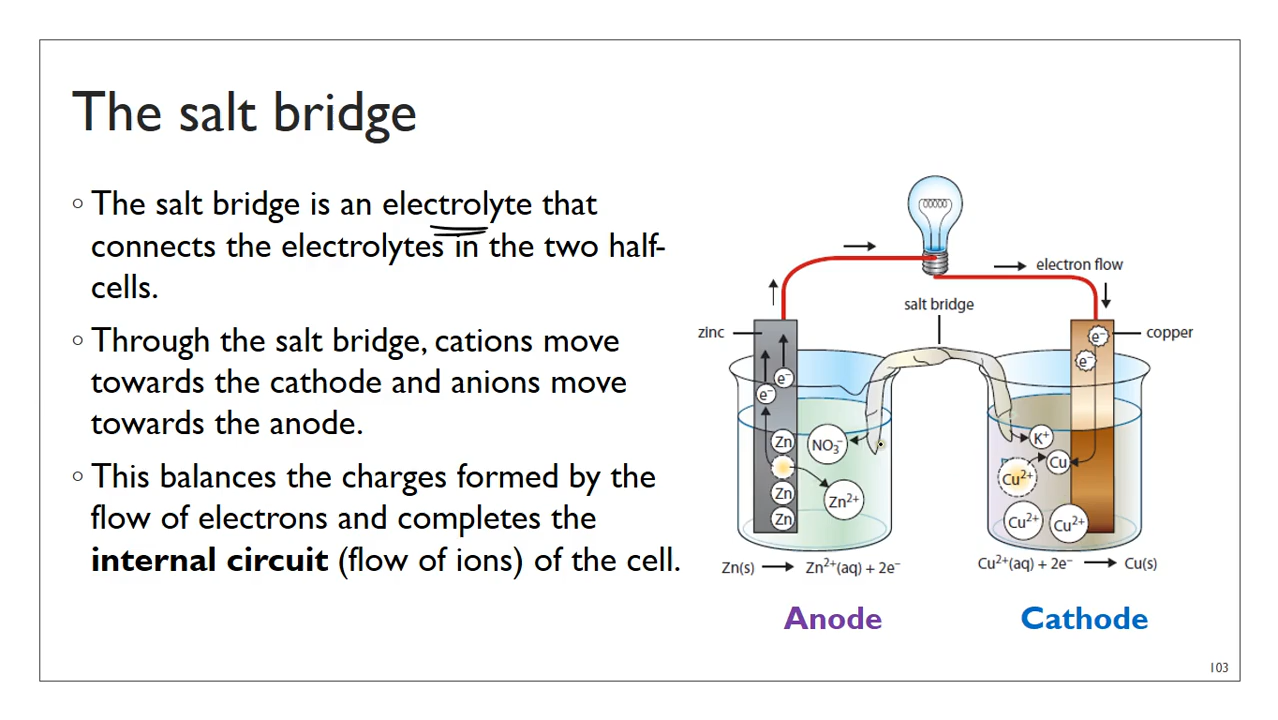 The salt bridge
◦ The salt bridge is an electrolyte that
connects the electrolytes in the two half-
cells.
◦ Through the salt bridge, cations move
towards the cathode and anions move
towards the anode.
◦ This balances the charges formed by the
flow of electrons and completes the
internal circuit (flow of ions) of the cell.
electron flow
salt bridge
zinc
copper
e⁻
e⁻
e⁻
e⁻
Zn
Zn
Zn
NO₃⁻
Zn²⁺
K⁺
Cu
Cu²⁺
Cu²⁺
Cu²⁺
Zn(s) → Zn²⁺(aq) + 2e⁻
Cu²⁺(aq) + 2e⁻ → Cu(s)
Anode
Cathode
103